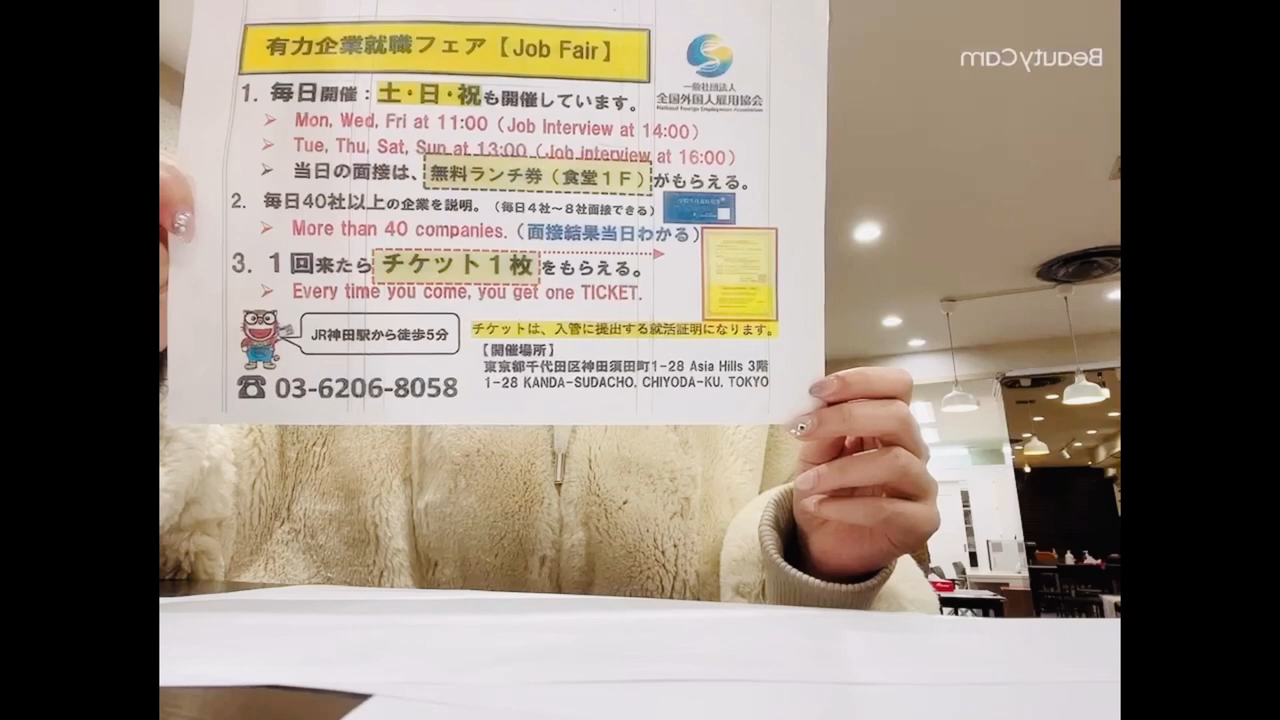 有力企業就職フェア【Job Fair】
一般社団法人
全国外国人雇用協会
National Foreign Employment Association
1. 毎日開催：土・日・祝も開催しています。
➢ Mon, Wed, Fri at 11:00（Job Interview at 14:00）
➢ Tue, Thu, Sat, Sun at 13:00（Job interview at 16:00）
➢ 当日の面接は、無料ランチ券（食堂１F）がもらえる。
2. 毎日40社以上の企業を説明。（毎日４社～８社面接できる）
➢ More than 40 companies.（面接結果当日わかる）
3. １回来たらチケット１枚をもらえる。
➢ Every time you come, you get one TICKET.
チケットは、入管に提出する就活証明になります。
JR神田駅から徒歩5分
【開催場所】
東京都千代田区神田須田町1-28 Asia Hills 3階
1-28 KANDA-SUDACHO, CHIYODA-KU, TOKYO
☎ 03-6206-8058
BeautyCam